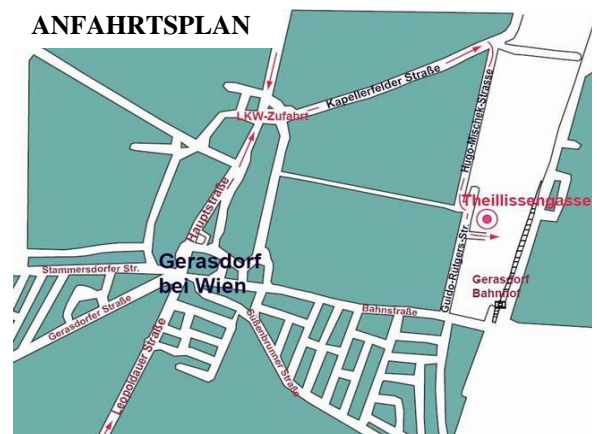 ANFAHRTSPLAN
Kapellerfelder Straße
LKW-Zufahrt
Hugo-Mischek-Strasse
Hauptstraße
Theillissengasse
Guido-Rütgers-Str.
Gerasdorf
bei Wien
Stammersdorfer Str.
Gerasdorf
Bahnhof
Gerasdorfer Straße
Bahnstraße
Leopoldauer Straße
Süßenbrunner Straße